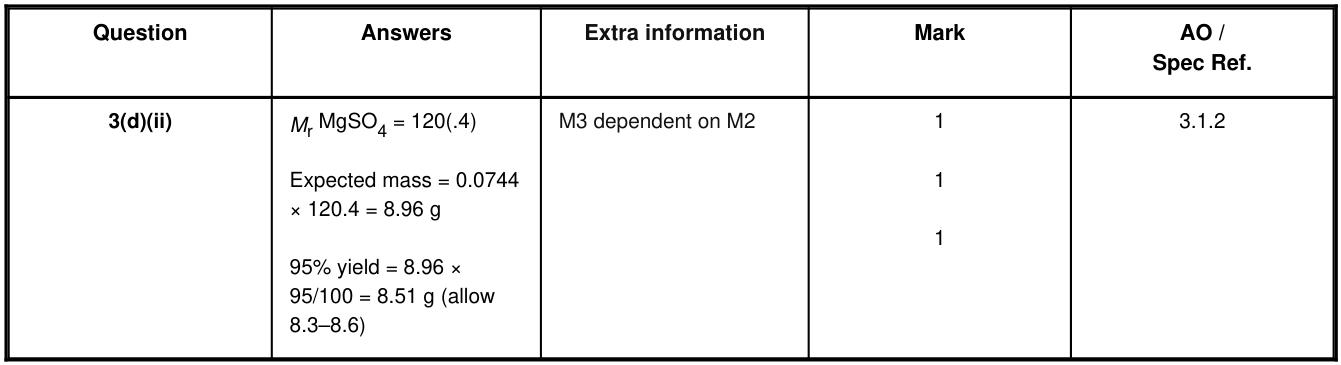 Question Answers Extra information Mark AO /
Spec Ref.
3(d)(ii) Mr MgSO4 = 120(.4) M3 dependent on M2 1 3.1.2
Expected mass = 0.0744 1
× 120.4 = 8.96 g
1
95% yield = 8.96 ×
95/100 = 8.51 g (allow
8.3–8.6)